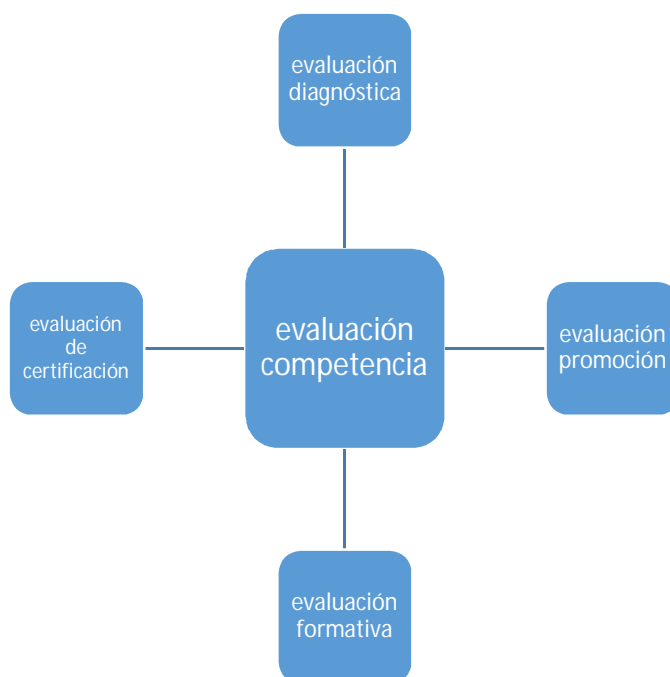 evaluación
diagnóstica
evaluación
de
certificación
evaluación
competencia
evaluación
promoción
evaluación
formativa